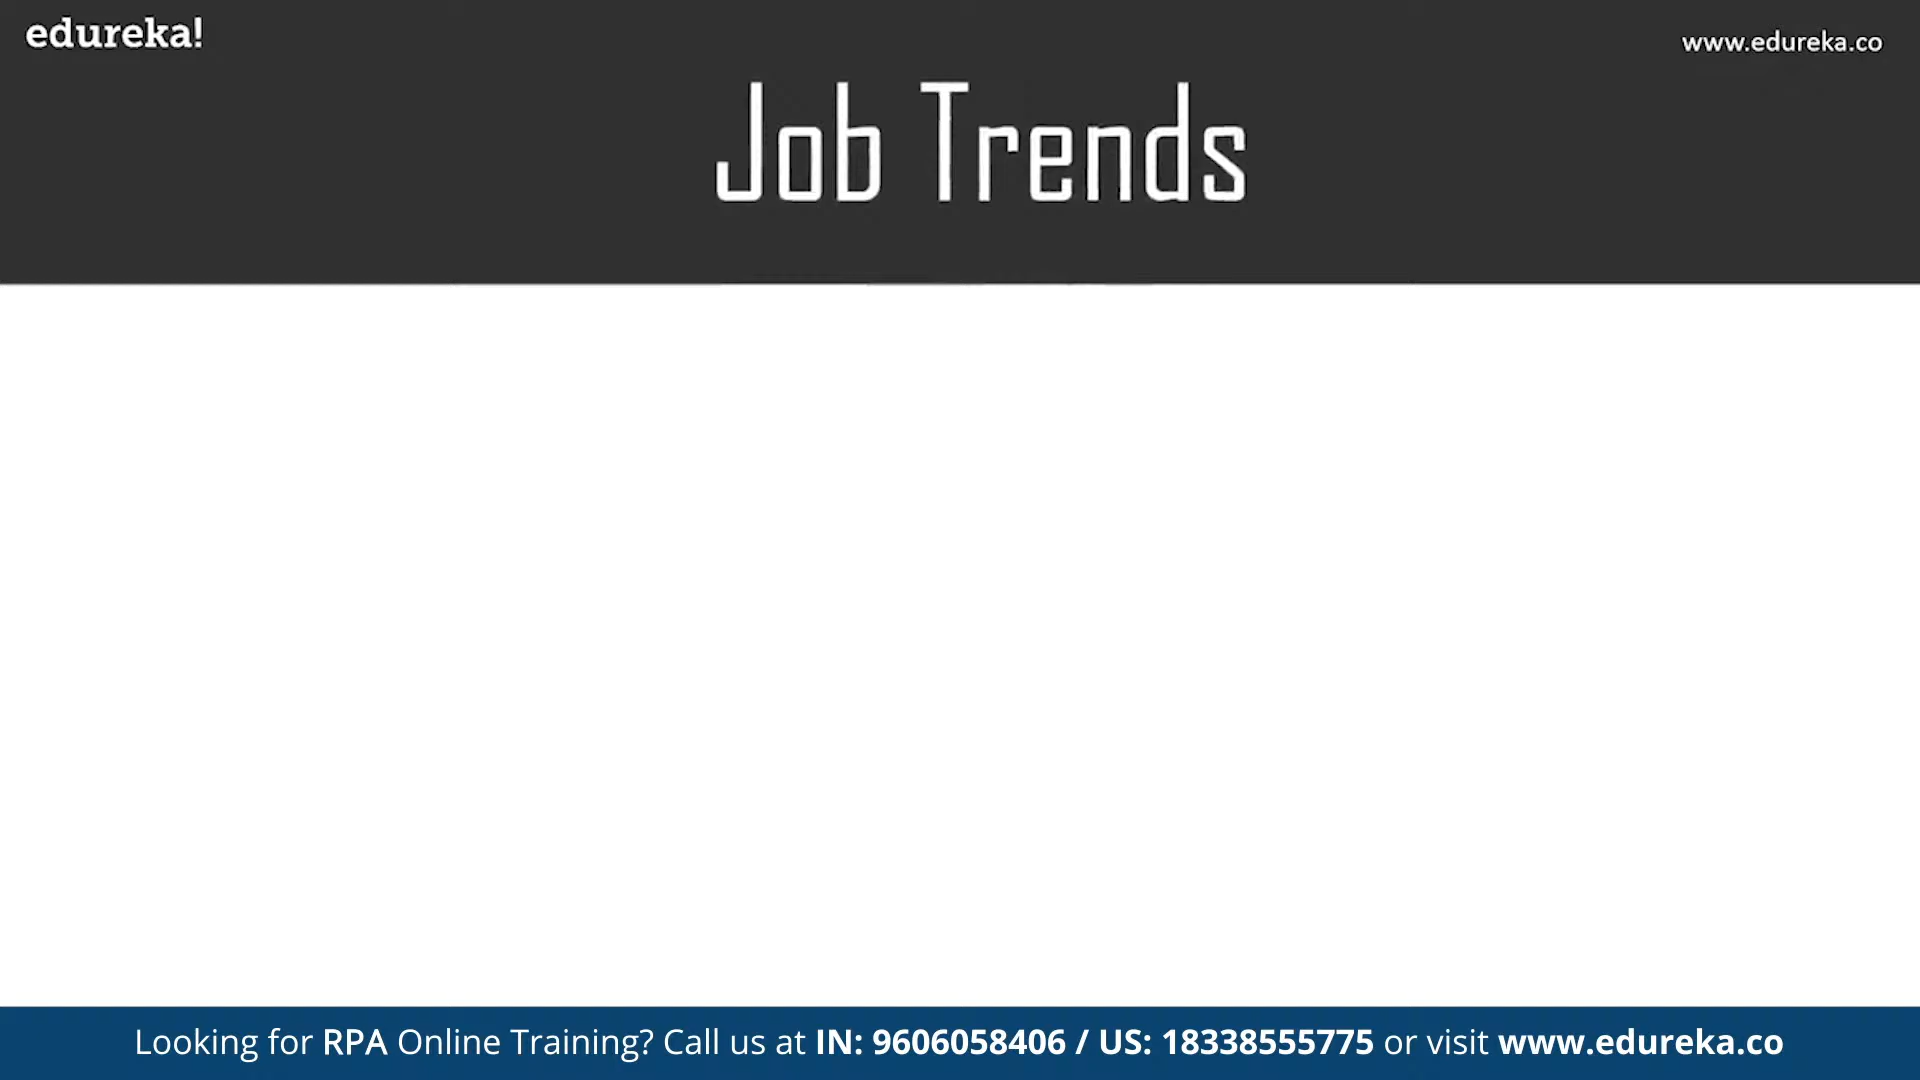 edureka!
www.edureka.co
Job Trends
Looking for RPA Online Training? Call us at IN: 9606058406 / US: 18338555775 or visit www.edureka.co